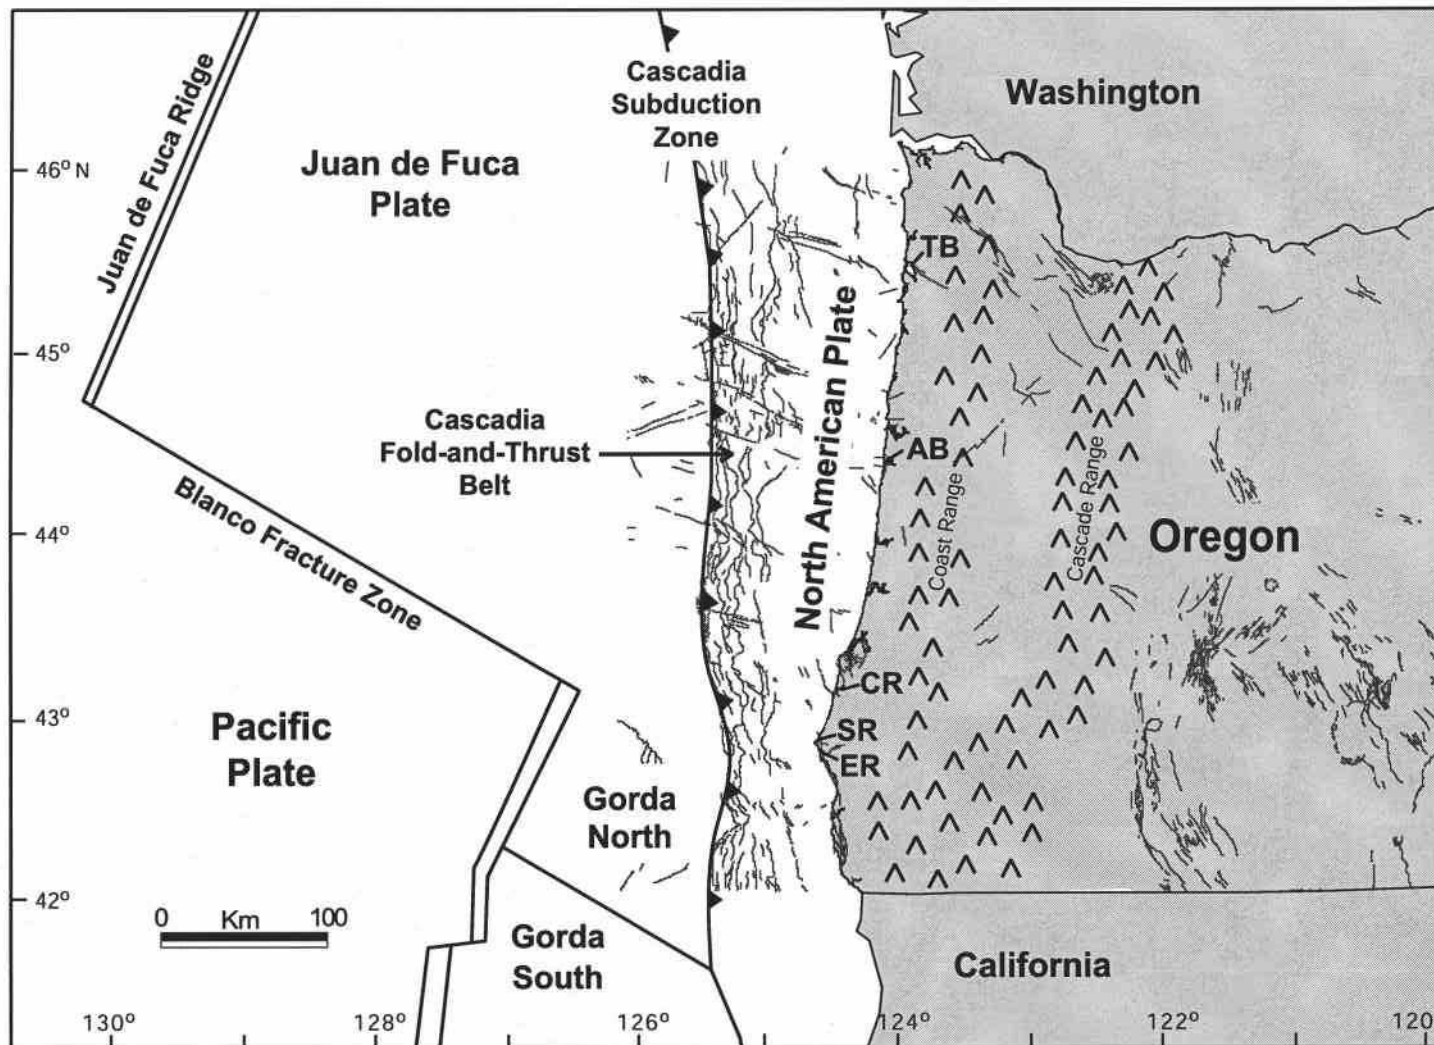 Cascadia
Subduction
Zone
Washington
Juan de Fuca Ridge
Juan de Fuca
Plate
46° N
TB
45°
North American Plate
Cascadia
Fold-and-Thrust
Belt
AB
Coast Range
Cascade Range
Blanco Fracture Zone
44°
Oregon
CR
43°
SR
ER
Pacific
Plate
Gorda
North
42°
0 Km 100
Gorda
South
California
130° 128° 126° 124° 122° 120